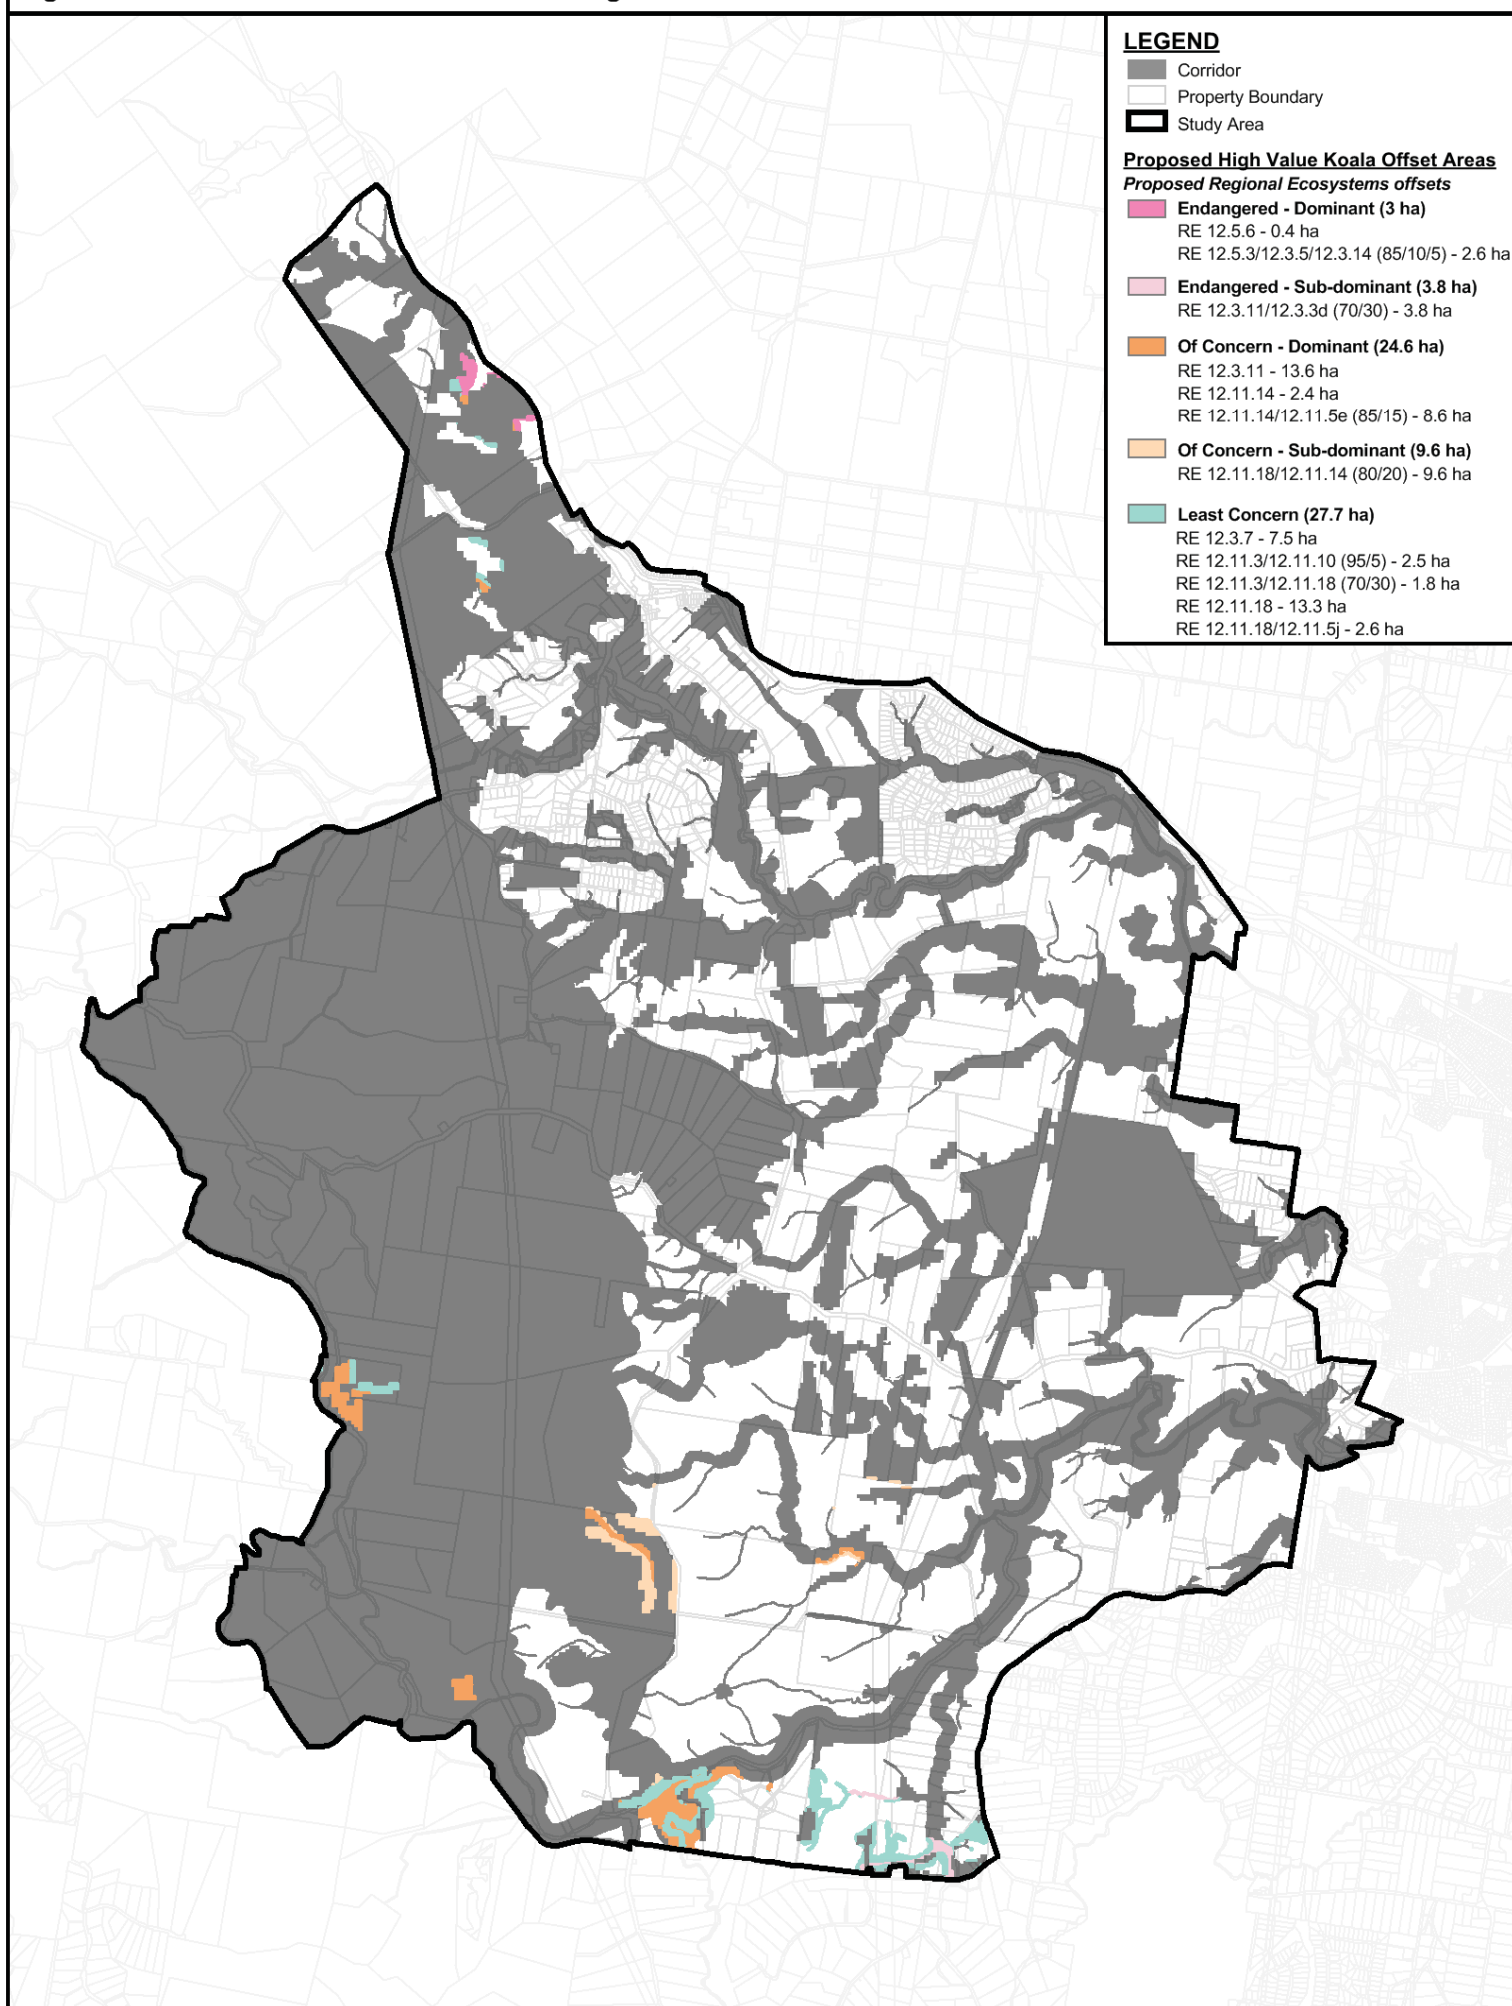 LEGEND
Corridor
Property Boundary
Study Area
Proposed High Value Koala Offset Areas
Proposed Regional Ecosystems offsets
Endangered - Dominant (3 ha)
RE 12.5.6 - 0.4 ha
RE 12.5.3/12.3.5/12.3.14 (85/10/5) - 2.6 ha
Endangered - Sub-dominant (3.8 ha)
RE 12.3.11/12.3.3d (70/30) - 3.8 ha
Of Concern - Dominant (24.6 ha)
RE 12.3.11 - 13.6 ha
RE 12.11.14 - 2.4 ha
RE 12.11.14/12.11.5e (85/15) - 8.6 ha
Of Concern - Sub-dominant (9.6 ha)
RE 12.11.18/12.11.14 (80/20) - 9.6 ha
Least Concern (27.7 ha)
RE 12.3.7 - 7.5 ha
RE 12.11.3/12.11.10 (95/5) - 2.5 ha
RE 12.11.3/12.11.18 (70/30) - 1.8 ha
RE 12.11.18 - 13.3 ha
RE 12.11.18/12.11.5j - 2.6 ha